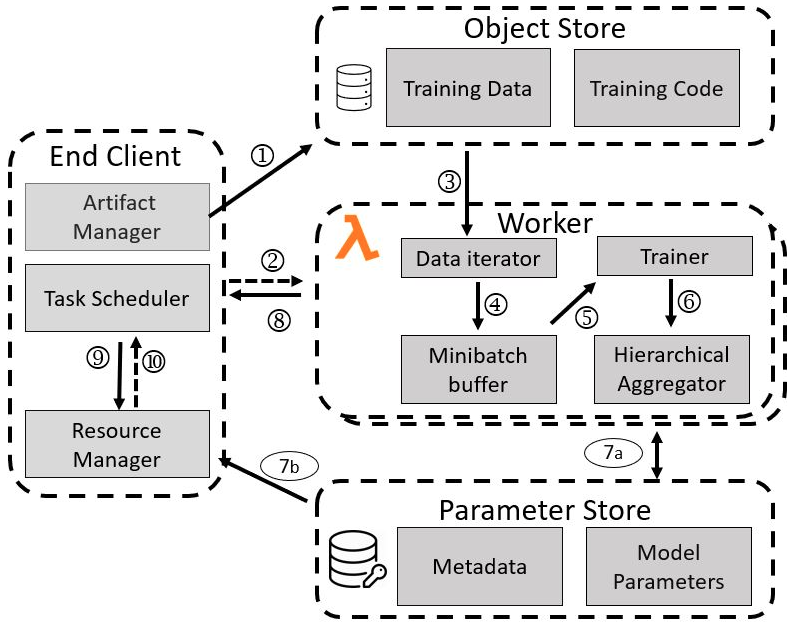 Object Store
Training Data
Training Code
End Client
①
Artifact
Manager
③
λ
Worker
Data iterator
Trainer
②
Task Scheduler
④
⑥
⑧
⑤
⑨
⑩
Minibatch
buffer
Hierarchical
Aggregator
Resource
Manager
7b
7a
Parameter Store
Metadata
Model
Parameters